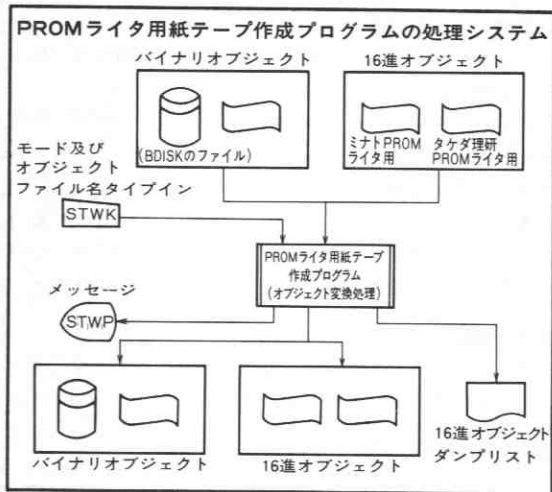 PROMライタ用紙テープ作成プログラムの処理システム
バイナリオブジェクト
16進オブジェクト
(BDISKのファイル)
ミナトPROM
ライタ用
タケダ理研
PROMライタ用
モード及び
オブジェクト
ファイル名タイプイン
STWK
PROMライタ用紙テープ
作成プログラム
(オブジェクト変換処理)
メッセージ
STWP
バイナリオブジェクト
16進オブジェクト
16進オブジェクト
ダンプリスト